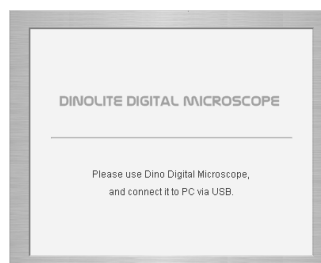 DINOLITE DIGITAL MICROSCOPE
Please use Dino Digital Microscope,
and connect it to PC via USB.